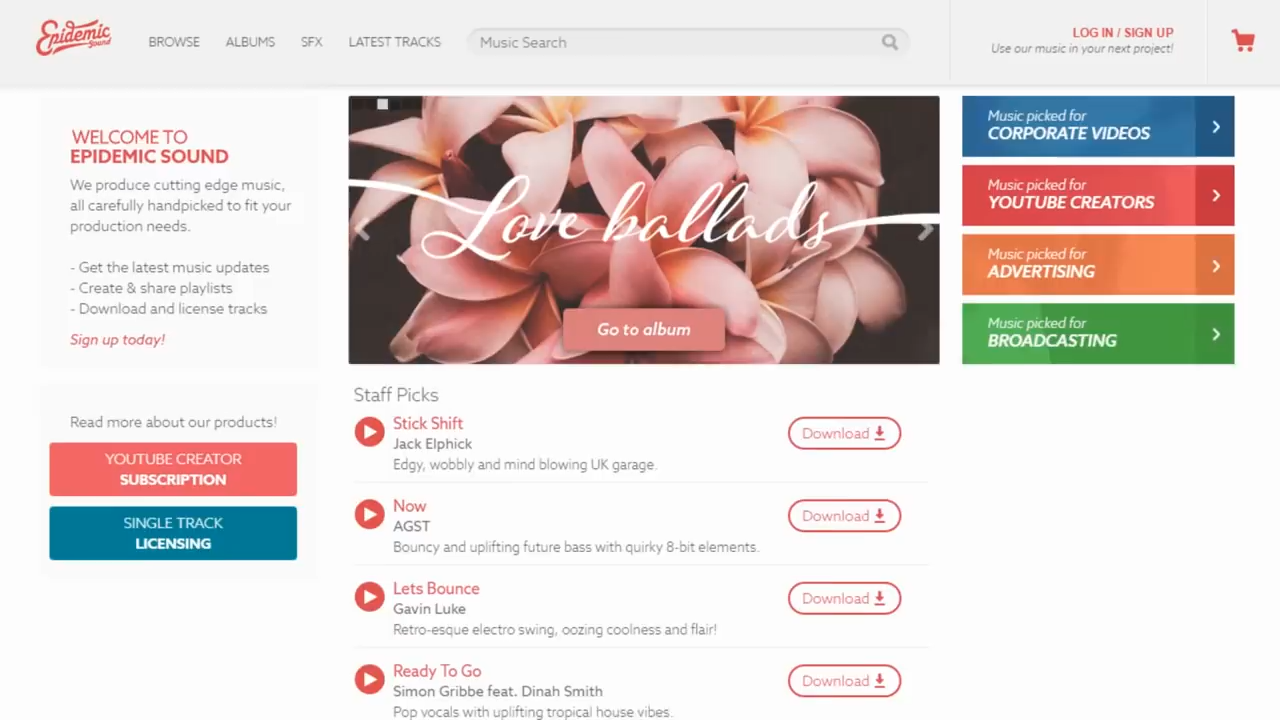 Epidemic
Sound
BROWSE
ALBUMS
SFX
LATEST TRACKS
Music Search
LOG IN / SIGN UP
Use our music in your next project!
WELCOME TO
EPIDEMIC SOUND
We produce cutting edge music,
all carefully handpicked to fit your
production needs.
- Get the latest music updates
- Create & share playlists
- Download and license tracks
Sign up today!
Read more about our products!
YOUTUBE CREATOR
SUBSCRIPTION
SINGLE TRACK
LICENSING
Love ballads
Go to album
Staff Picks
Stick Shift
Jack Elphick
Edgy, wobbly and mind blowing UK garage.
Download
Now
AGST
Bouncy and uplifting future bass with quirky 8-bit elements.
Download
Lets Bounce
Gavin Luke
Retro-esque electro swing, oozing coolness and flair!
Download
Ready To Go
Simon Gribbe feat. Dinah Smith
Pop vocals with uplifting tropical house vibes.
Download
Music picked for
CORPORATE VIDEOS
Music picked for
YOUTUBE CREATORS
Music picked for
ADVERTISING
Music picked for
BROADCASTING